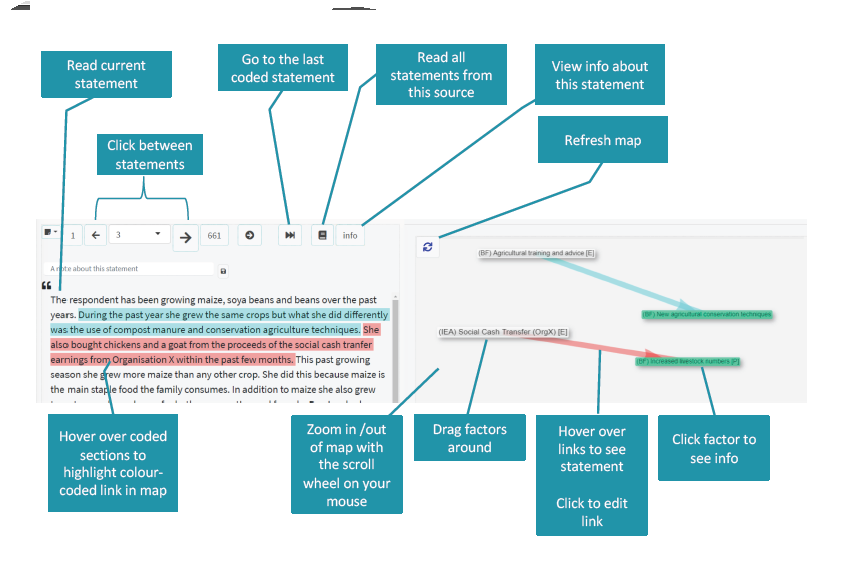 Read current
statement
Go to the last
coded statement
Read all
statements from
this source
View info about
this statement
Click between
statements
Refresh map
1
3
661
info
A note about this statement
The respondent has been growing maize, soya beans and beans over the past
years. During the past year she grew the same crops but what she did differently
was the use of compost manure and conservation agriculture techniques. She
also bought chickens and a goat from the proceeds of the social cash tranfer
earnings from Organisation X within the past few months. This past growing
season she grew more maize than any other crop. She did this because maize is
the main staple food the family consumes. In addition to maize she also grew
(BF) Agricultural training and advice [E]
(BF) New agricultural conservation techniques
(IEA) Social Cash Transfer (OrgX) [E]
(BF) Increased livestock numbers [P]
Hover over coded
sections to
highlight colour-
coded link in map
Zoom in /out
of map with
the scroll
wheel on your
mouse
Drag factors
around
Hover over
links to see
statement
Click to edit
link
Click factor to
see info